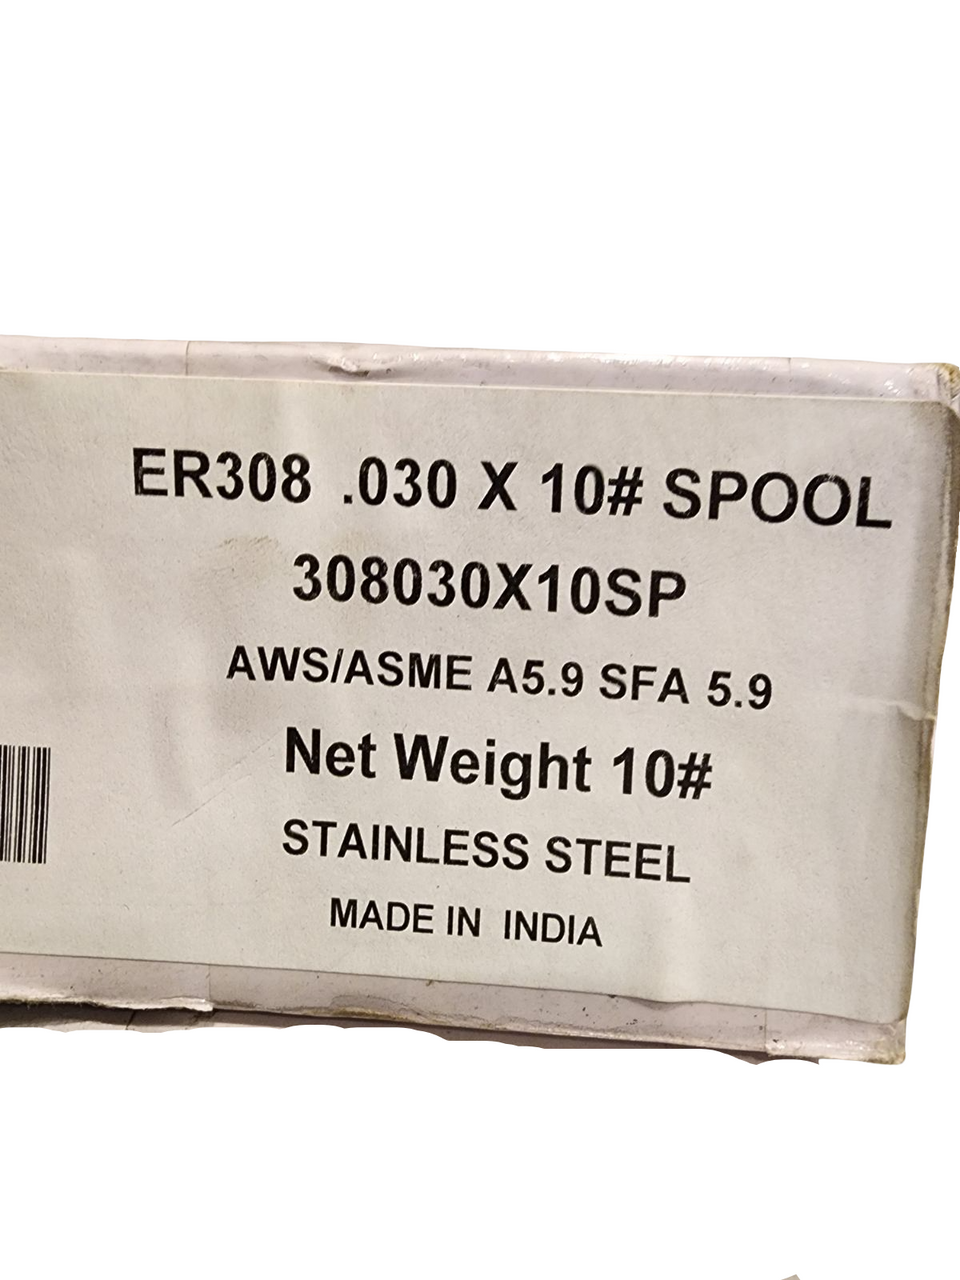 ER308 .030 X 10# SPOOL
308030X10SP
AWS/ASME A5.9 SFA 5.9
Net Weight 10#
STAINLESS STEEL
MADE IN INDIA